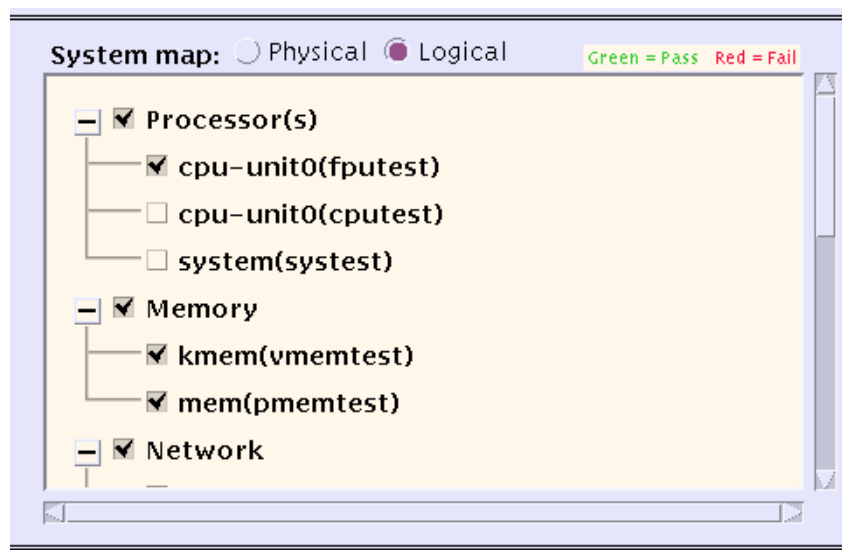 System map: Physical Logical Green = Pass Red = Fail
Processor(s)
cpu-unit0(fputest)
cpu-unit0(cputest)
system(systest)
Memory
kmem(vmemtest)
mem(pmemtest)
Network